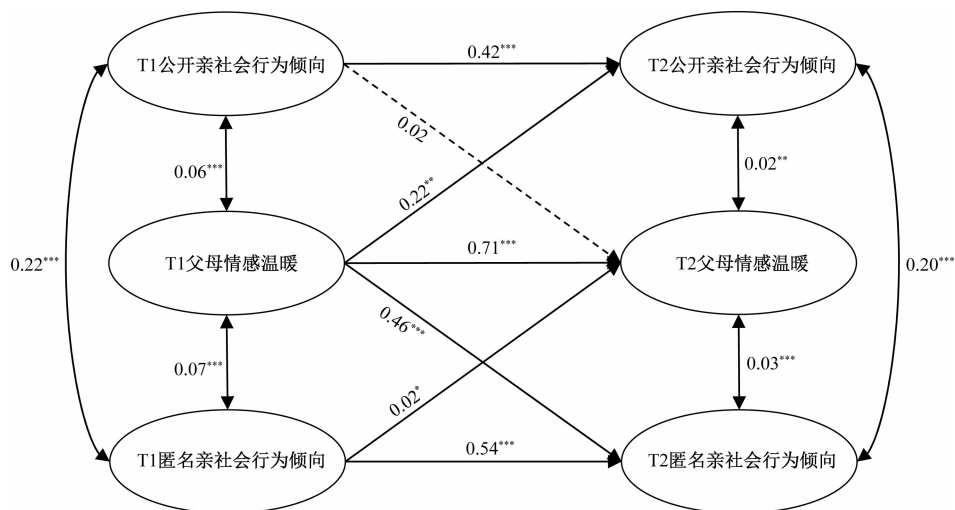 T1公开亲社会行为倾向
0.42***
T2公开亲社会行为倾向
0.02
0.06***
0.22**
0.02**
0.22***
T1父母情感温暖
0.71***
T2父母情感温暖
0.20***
0.46***
0.07***
0.02*
0.03***
T1匿名亲社会行为倾向
0.54***
T2匿名亲社会行为倾向